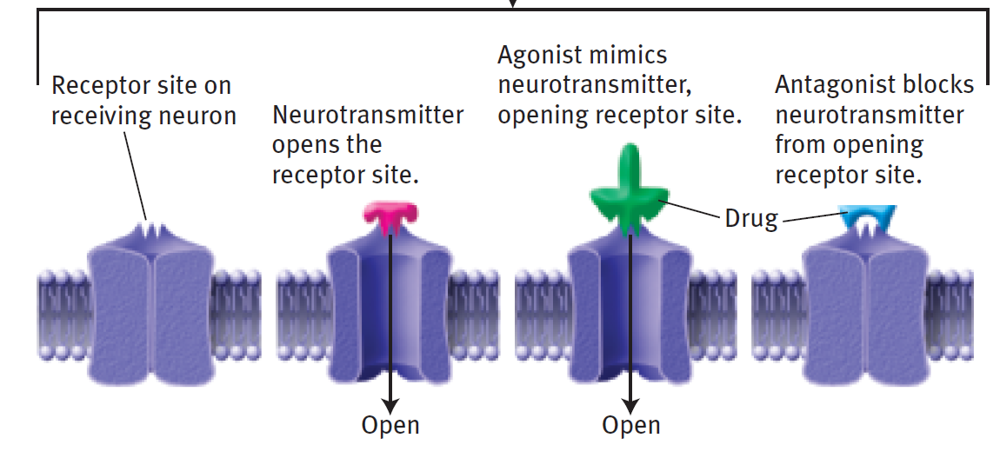 Receptor site on
receiving neuron
Neurotransmitter
opens the
receptor site.
Agonist mimics
neurotransmitter,
opening receptor site.
Antagonist blocks
neurotransmitter
from opening
receptor site.
Drug
Open
Open